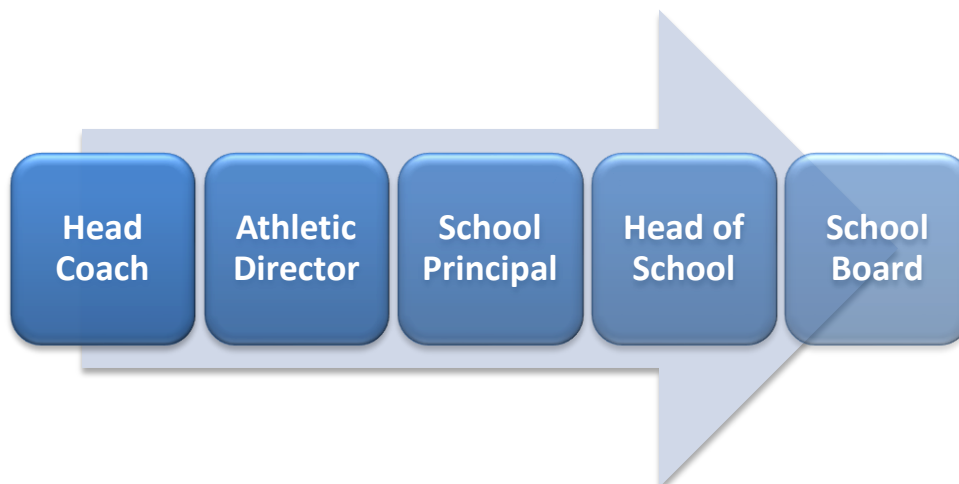 Head
Coach
Athletic
Director
School
Principal
Head of
School
School
Board